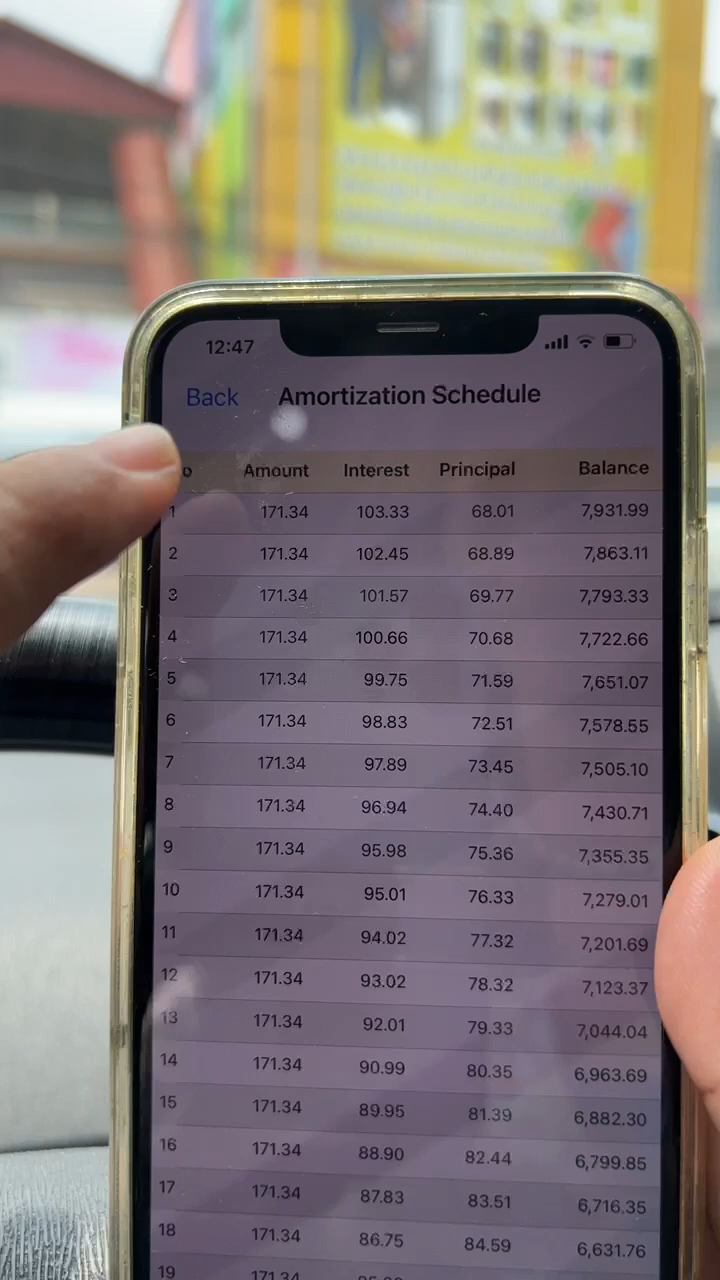 12:47
Back Amortization Schedule
o Amount Interest Principal Balance
1 171.34 103.33 68.01 7,931.99
2 171.34 102.45 68.89 7,863.11
3 171.34 101.57 69.77 7,793.33
4 171.34 100.66 70.68 7,722.66
5 171.34 99.75 71.59 7,651.07
6 171.34 98.83 72.51 7,578.55
7 171.34 97.89 73.45 7,505.10
8 171.34 96.94 74.40 7,430.71
9 171.34 95.98 75.36 7,355.35
10 171.34 95.01 76.33 7,279.01
11 171.34 94.02 77.32 7,201.69
12 171.34 93.02 78.32 7,123.37
13 171.34 92.01 79.33 7,044.04
14 171.34 90.99 80.35 6,963.69
15 171.34 89.95 81.39 6,882.30
16 171.34 88.90 82.44 6,799.85
17 171.34 87.83 83.51 6,716.35
18 171.34 86.75 84.59 6,631.76
19 171.34